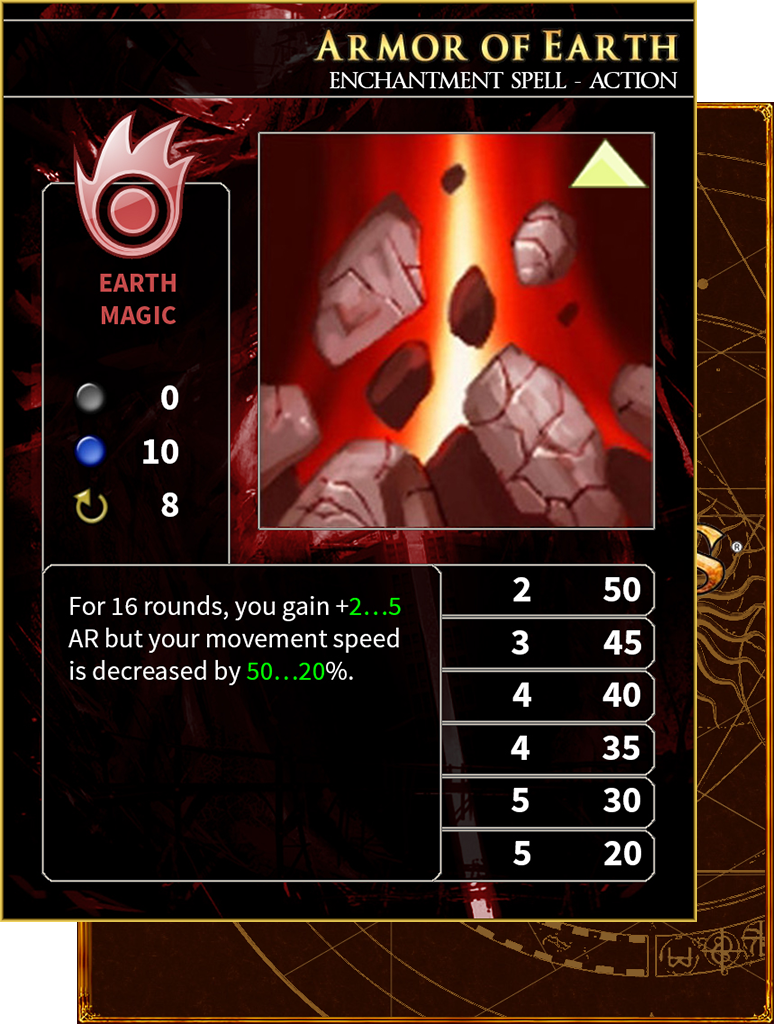 ARMOR OF EARTH
ENCHANTMENT SPELL - ACTION
EARTH
MAGIC
0
10
8
For 16 rounds, you gain +2…5
AR but your movement speed
is decreased by 50…20%.
2 50
3 45
4 40
4 35
5 30
5 20
S®